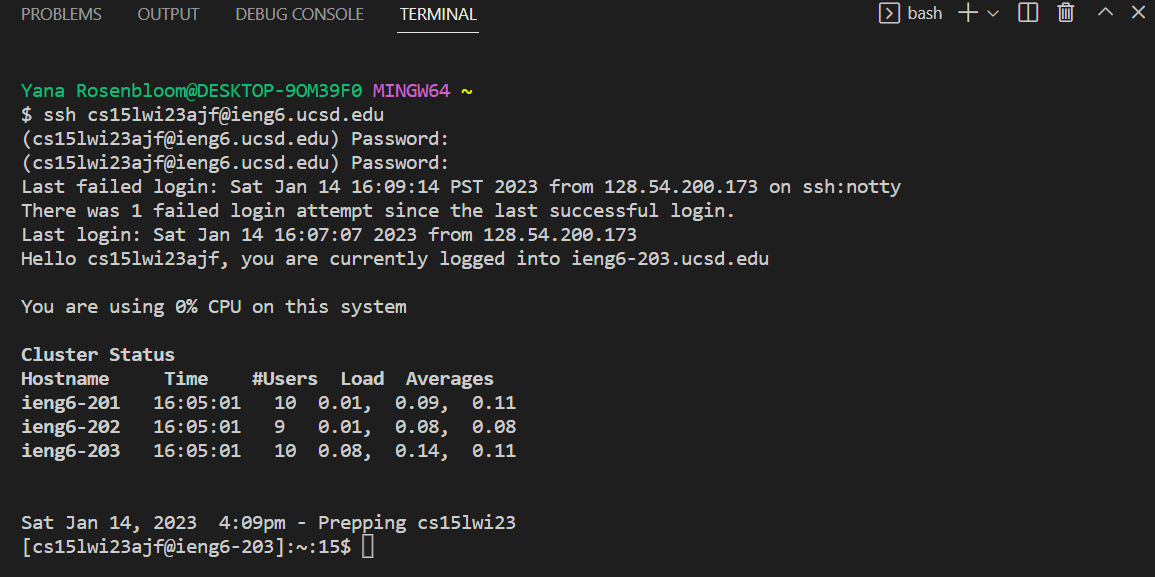 PROBLEMS OUTPUT DEBUG CONSOLE TERMINAL bash
Yana Rosenbloom@DESKTOP-9OM39F0 MINGW64 ~
$ ssh cs15lwi23ajf@ieng6.ucsd.edu
(cs15lwi23ajf@ieng6.ucsd.edu) Password:
(cs15lwi23ajf@ieng6.ucsd.edu) Password:
Last failed login: Sat Jan 14 16:09:14 PST 2023 from 128.54.200.173 on ssh:notty
There was 1 failed login attempt since the last successful login.
Last login: Sat Jan 14 16:07:07 2023 from 128.54.200.173
Hello cs15lwi23ajf, you are currently logged into ieng6-203.ucsd.edu
You are using 0% CPU on this system
Cluster Status
Hostname     Time    #Users  Load  Averages
ieng6-201   16:05:01   10  0.01,  0.09,  0.11
ieng6-202   16:05:01   9   0.01,  0.08,  0.08
ieng6-203   16:05:01   10  0.08,  0.14,  0.11
Sat Jan 14, 2023  4:09pm - Prepping cs15lwi23
[cs15lwi23ajf@ieng6-203]:~:15$